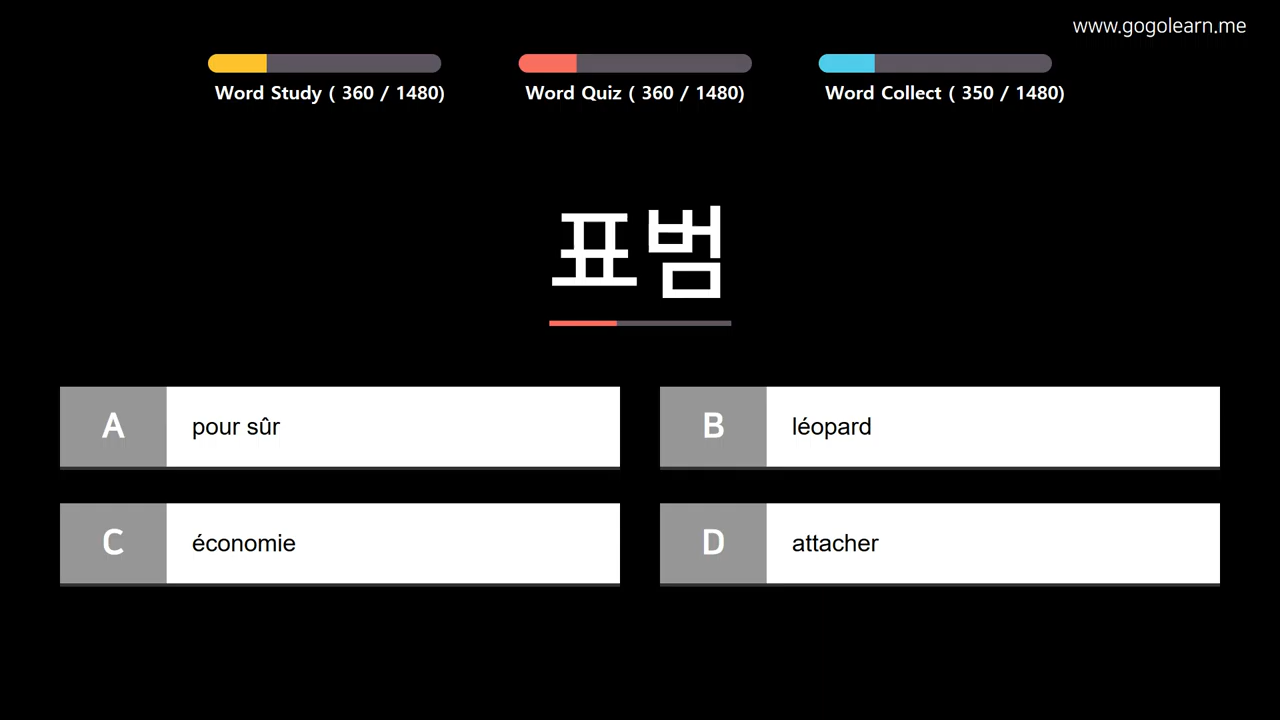 www.gogolearn.me
Word Study ( 360 / 1480)
Word Quiz ( 360 / 1480)
Word Collect ( 350 / 1480)
표범
A
pour sûr
B
léopard
C
économie
D
attacher